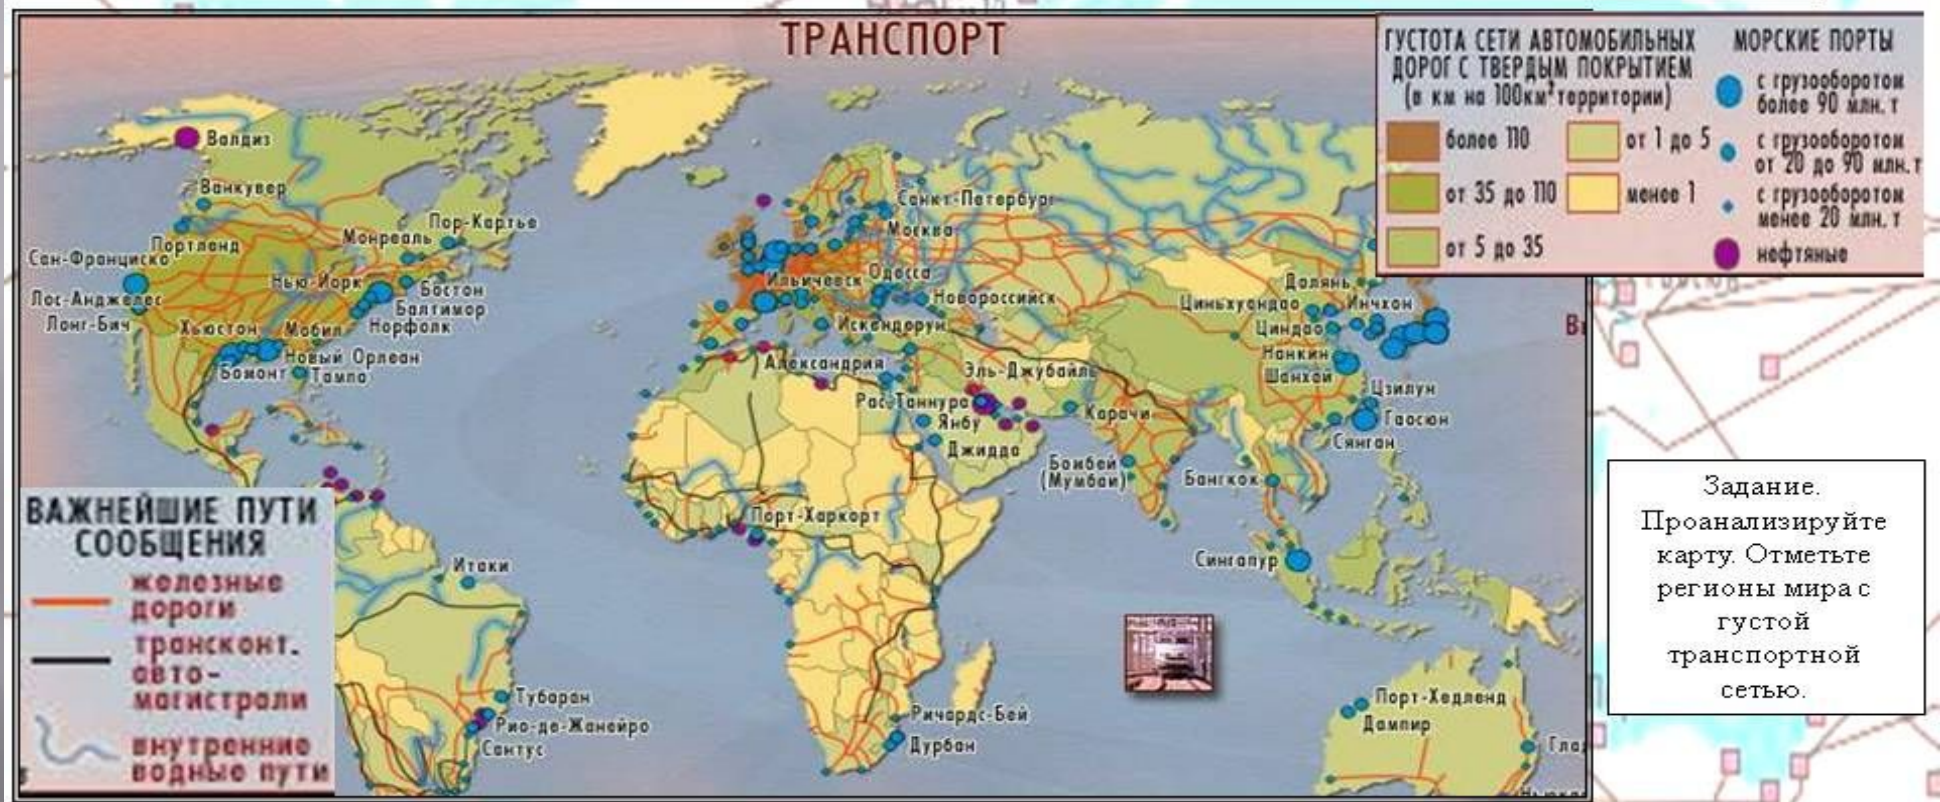 ТРАНСПОРТ
ГУСТОТА СЕТИ АВТОМОБИЛЬНЫХ
ДОРОГ С ТВЕРДЫМ ПОКРЫТИЕМ
(в км на 100км² территории)
более 110
от 35 до 110
от 5 до 35
от 1 до 5
менее 1
МОРСКИЕ ПОРТЫ
с грузооборотом
более 90 млн. т
с грузооборотом
от 20 до 90 млн. т
с грузооборотом
менее 20 млн. т
нефтяные
Валдиз
Ванкувер
Портленд
Сан-Франциско
Лос-Анджелес
Лонг-Бич
Монреаль
Пор-Картье
Нью-Йорк
Бостон
Балтимор
Норфолк
Хьюстон
Мобил
Новый Орлеан
Бомонт
Тампа
Санкт-Петербург
Москва
Ильичевск
Одесса
Новороссийск
Искендерун
Александрия
Эль-Джубайль
Рас-Таннура
Янбу
Джидда
Карачи
Бомбей
(Мумбаи)
Бангкок
Далянь
Циньхуандао
Инчхон
Циндао
Нанкин
Шанхай
Цзилун
Гаосюн
Сянган
Сингапур
Порт-Харкорт
Итаки
Тубаран
Рио-де-Жанейро
Сантус
Ричардс-Бей
Дурбан
Порт-Хедленд
Дампир
Гла
ВАЖНЕЙШИЕ ПУТИ
СООБЩЕНИЯ
железные
дороги
трансконт.
авто-
магистрали
внутренние
водные пути
Задание.
Проанализируйте
карту. Отметьте
регионы мира с
густой
транспортной
сетью.